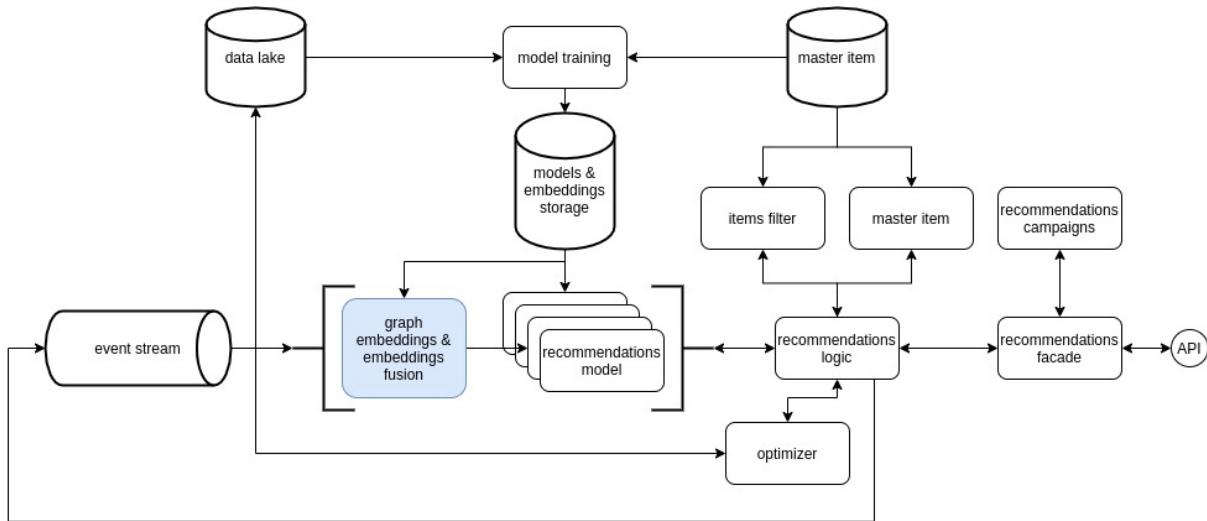 data lake
model training
master item
models &
embeddings
storage
items filter
master item
recommendations
campaigns
event stream
graph
embeddings &
embeddings
fusion
recommendations
model
recommendations
logic
recommendations
facade
API
optimizer